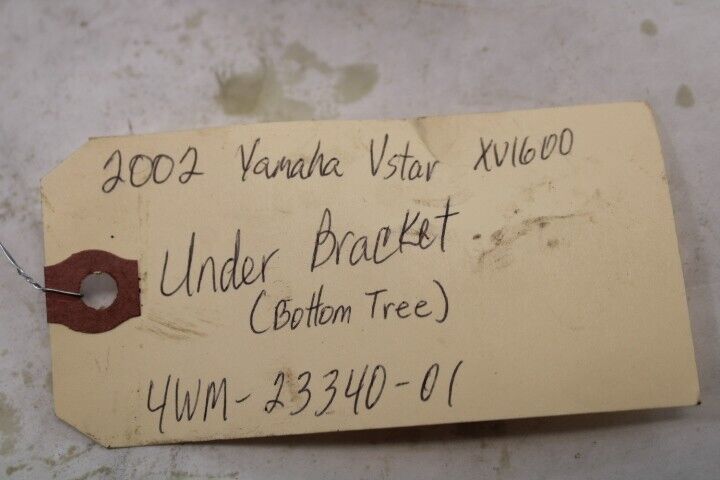 2002 Yamaha Vstar XV1600
Under Bracket
(Bottom Tree)
4WM-23340-01